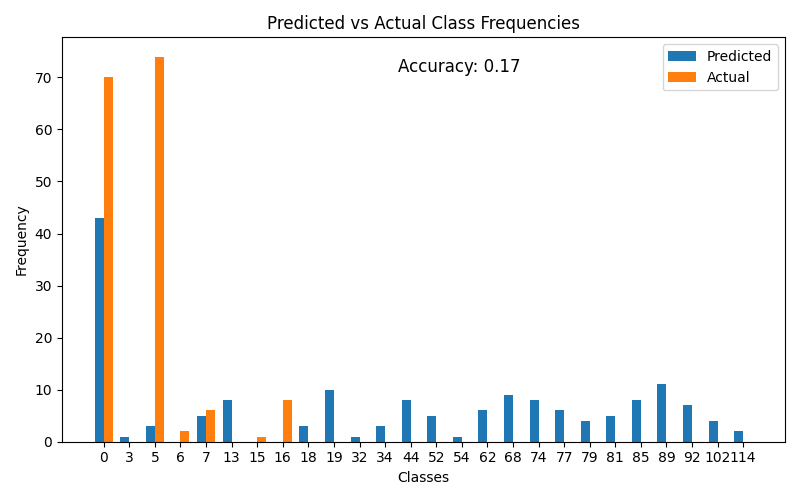 Predicted vs Actual Class Frequencies
Accuracy: 0.17
Predicted
Actual
Frequency
70
60
50
40
30
20
10
0
0 3 5 6 7 13 15 16 18 19 32 34 44 52 54 62 68 74 77 79 81 85 89 92 102 114
Classes